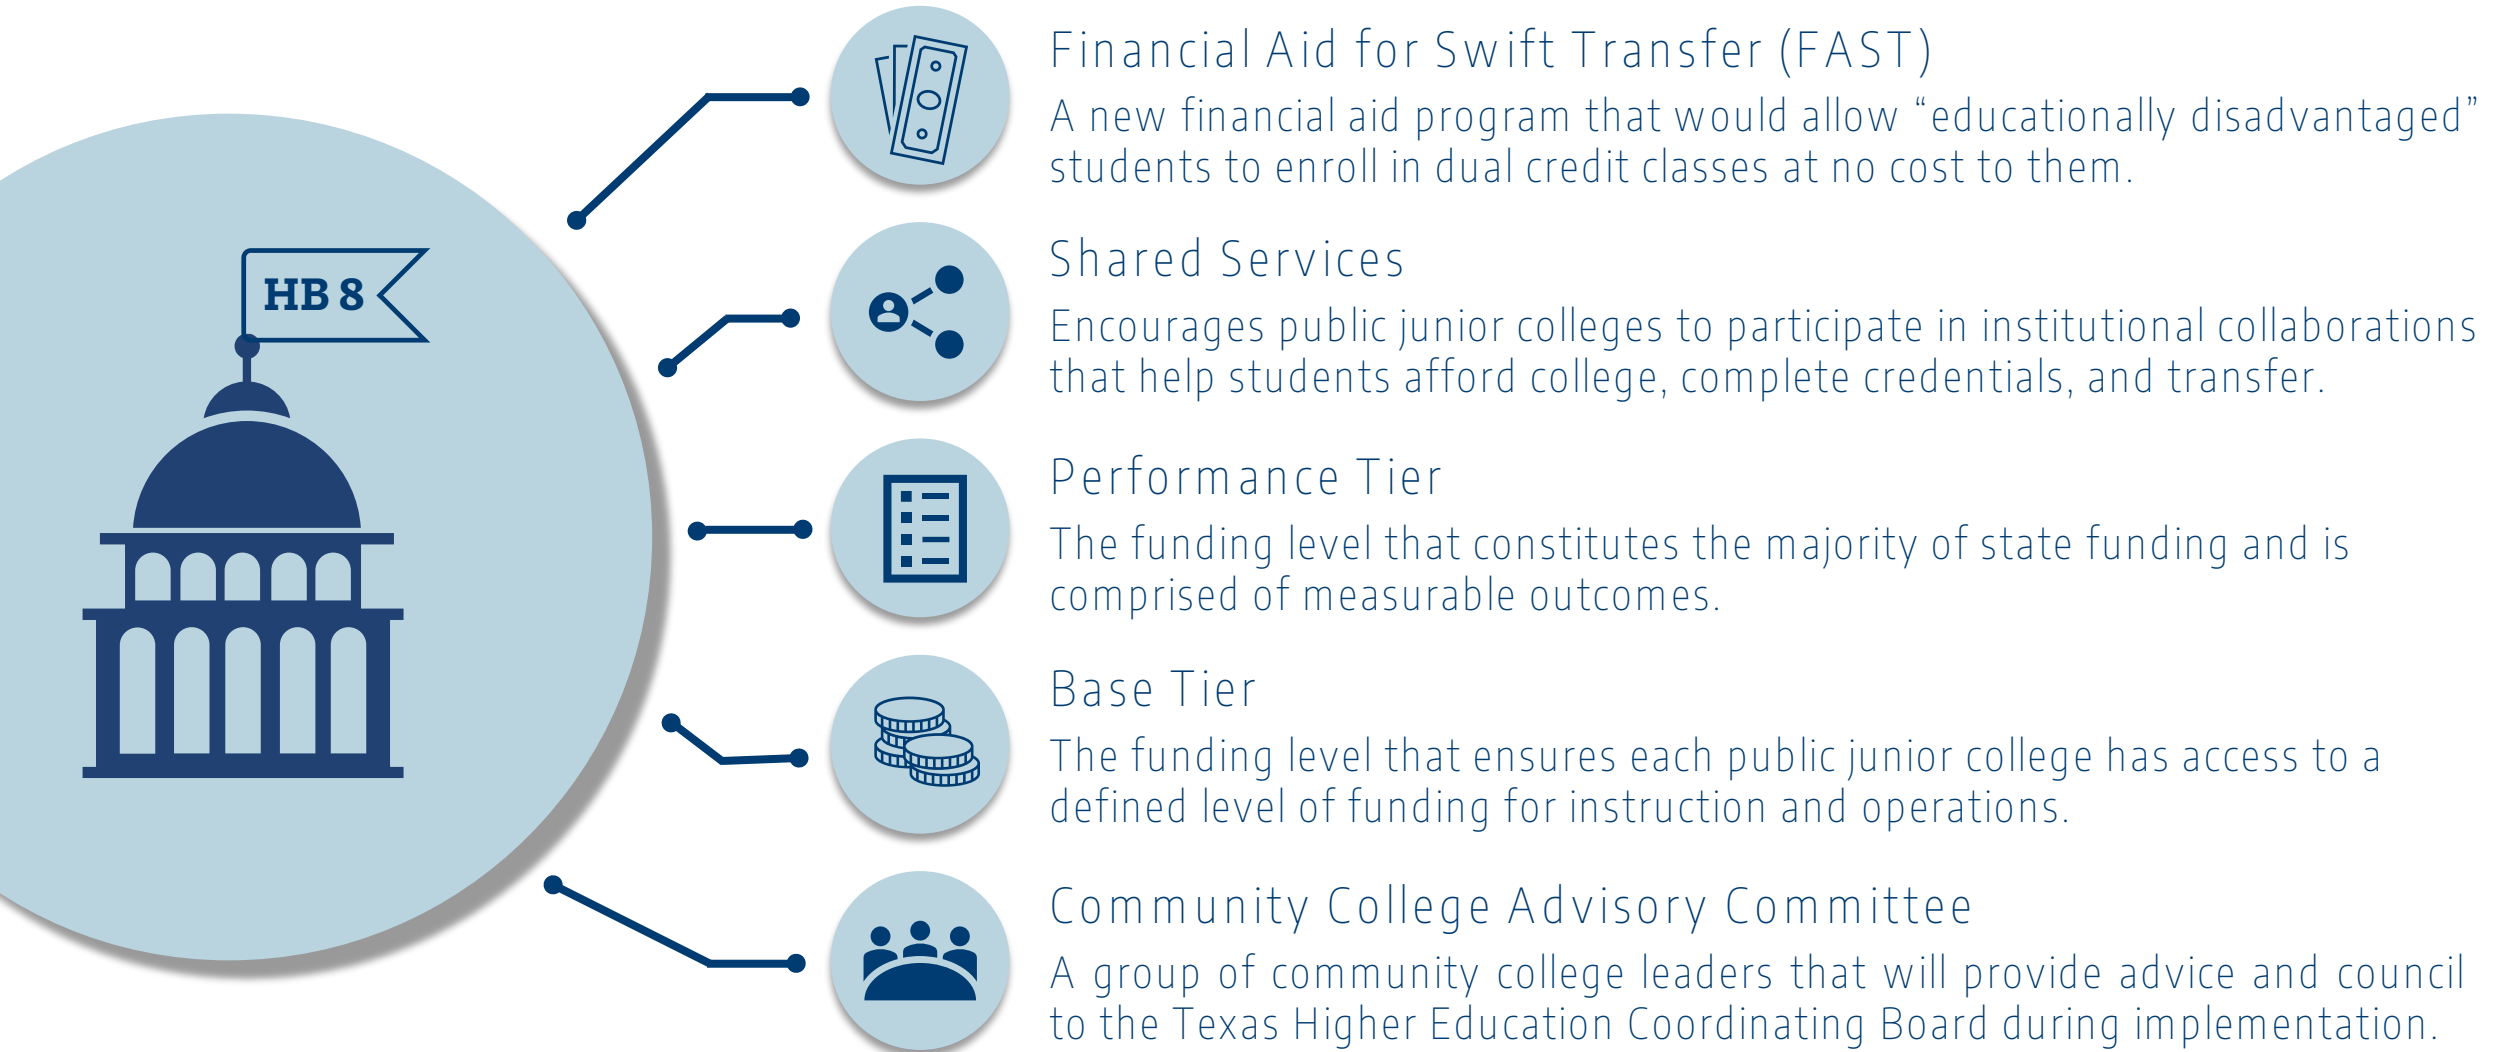 HB 8
Financial Aid for Swift Transfer (FAST)
A new financial aid program that would allow “educationally disadvantaged”
students to enroll in dual credit classes at no cost to them.
Shared Services
Encourages public junior colleges to participate in institutional collaborations
that help students afford college, complete credentials, and transfer.
Performance Tier
The funding level that constitutes the majority of state funding and is
comprised of measurable outcomes.
Base Tier
The funding level that ensures each public junior college has access to a
defined level of funding for instruction and operations.
Community College Advisory Committee
A group of community college leaders that will provide advice and council
to the Texas Higher Education Coordinating Board during implementation.